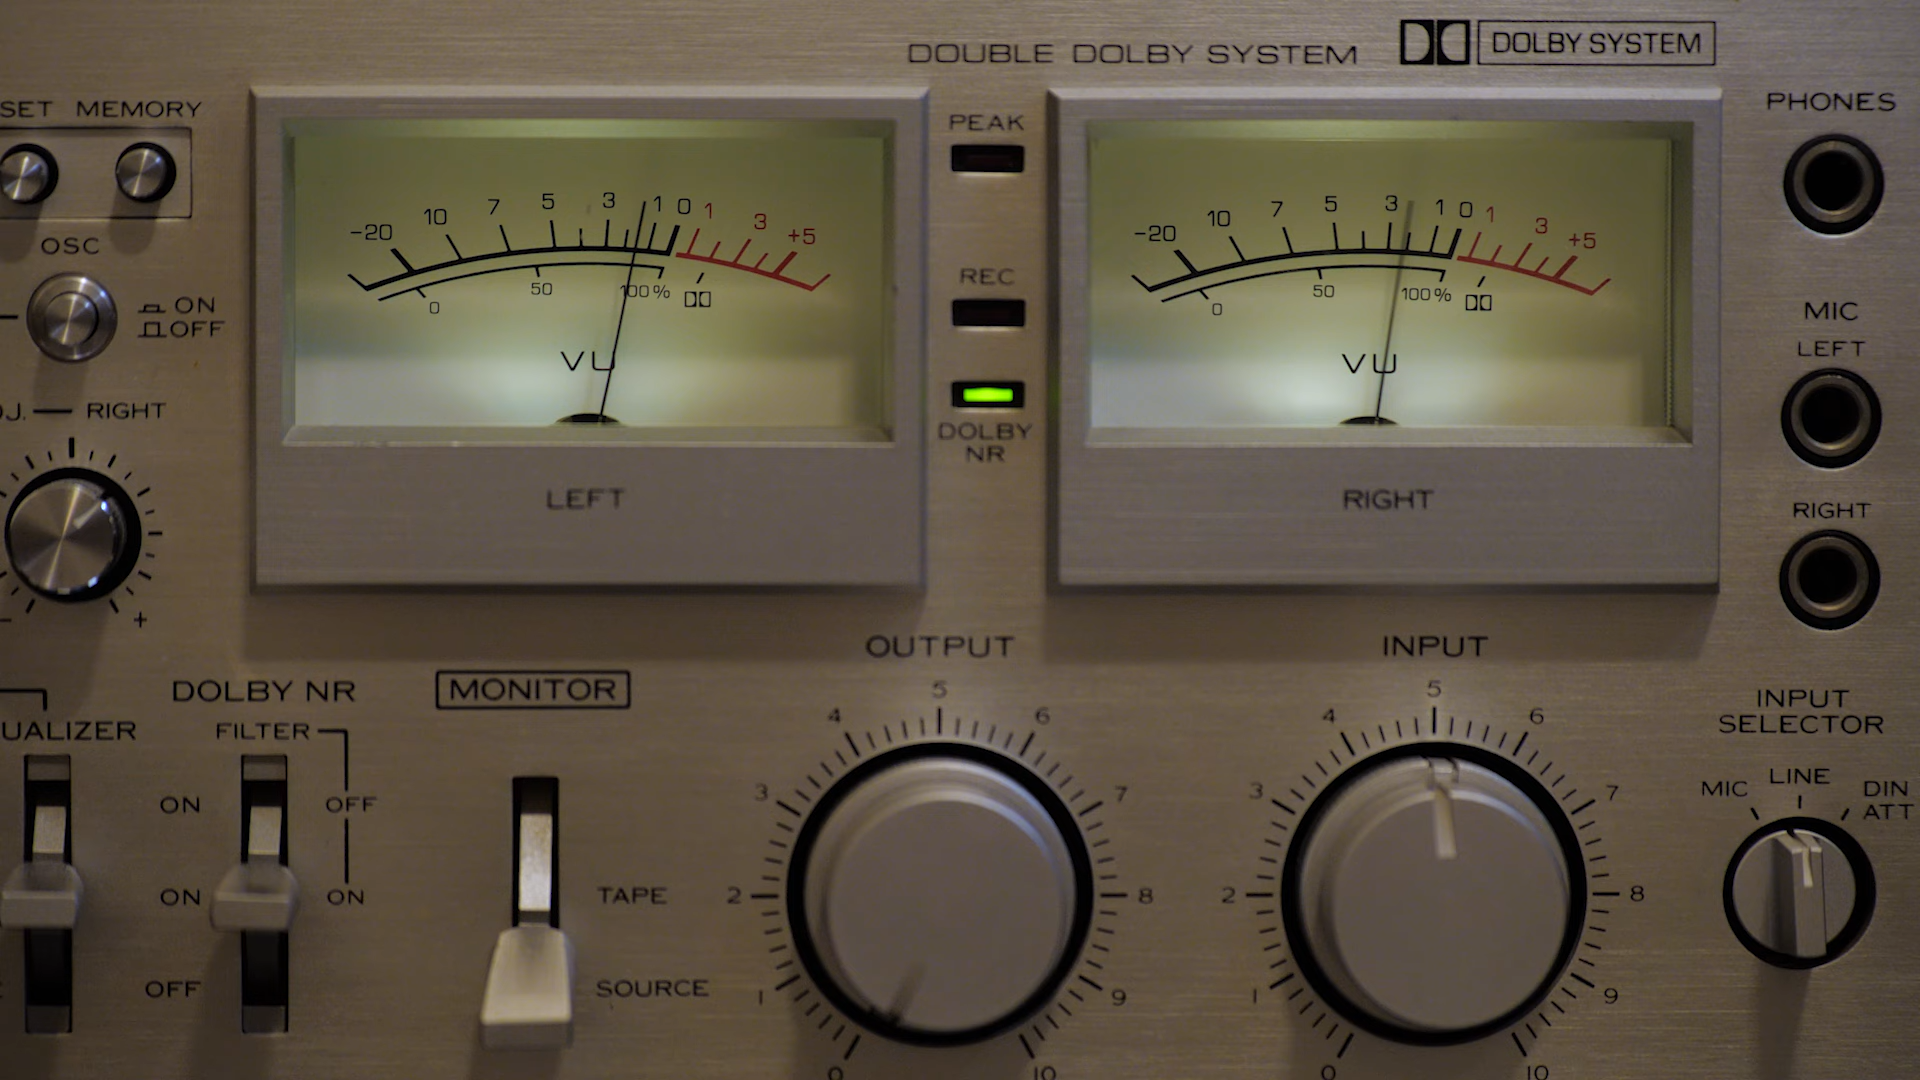 DOUBLE DOLBY SYSTEM
DOLBY SYSTEM
SET MEMORY
OSC
ON
OFF
RIGHT
+
-20 10 7 5 3 1 0 1 3 +5
0 50 100%
VU
LEFT
PEAK
REC
DOLBY
NR
-20 10 7 5 3 1 0 1 3 +5
0 50 100%
VU
RIGHT
PHONES
MIC
LEFT
RIGHT
UALIZER
DOLBY NR
FILTER
ON OFF
ON ON
OFF
MONITOR
TAPE
SOURCE
OUTPUT
0 1 2 3 4 5 6 7 8 9 10
INPUT
0 1 2 3 4 5 6 7 8 9 10
INPUT
SELECTOR
MIC LINE DIN
ATT